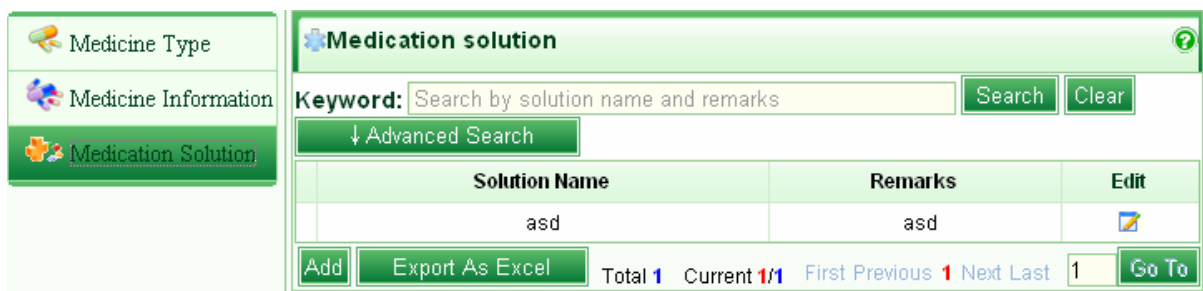 Medicine Type
Medicine Information
Medication Solution
Medication solution
?
Keyword: Search by solution name and remarks Search Clear
↓ Advanced Search
Solution Name Remarks Edit
asd asd
Add Export As Excel Total 1 Current 1/1 First Previous 1 Next Last 1 Go To